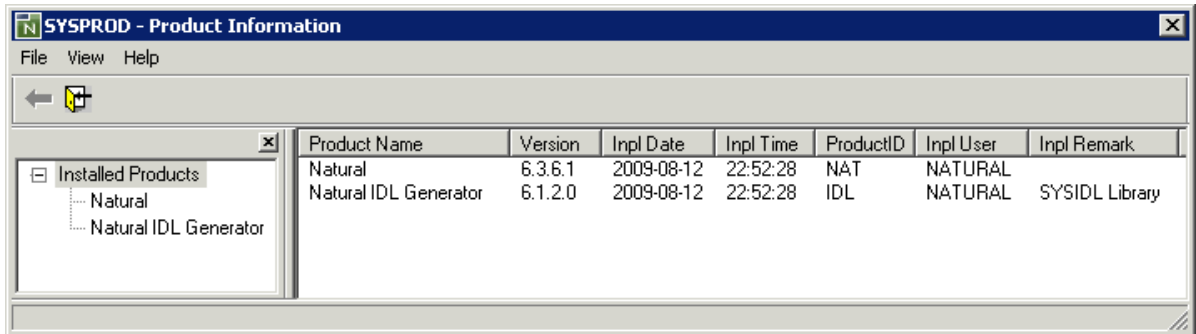 SYSPROD - Product Information
File View Help
Product Name Version Inpl Date Inpl Time ProductID Inpl User Inpl Remark
Installed Products
Natural
Natural IDL Generator
Natural 6.3.6.1 2009-08-12 22:52:28 NAT NATURAL
Natural IDL Generator 6.1.2.0 2009-08-12 22:52:28 IDL NATURAL SYSIDL Library